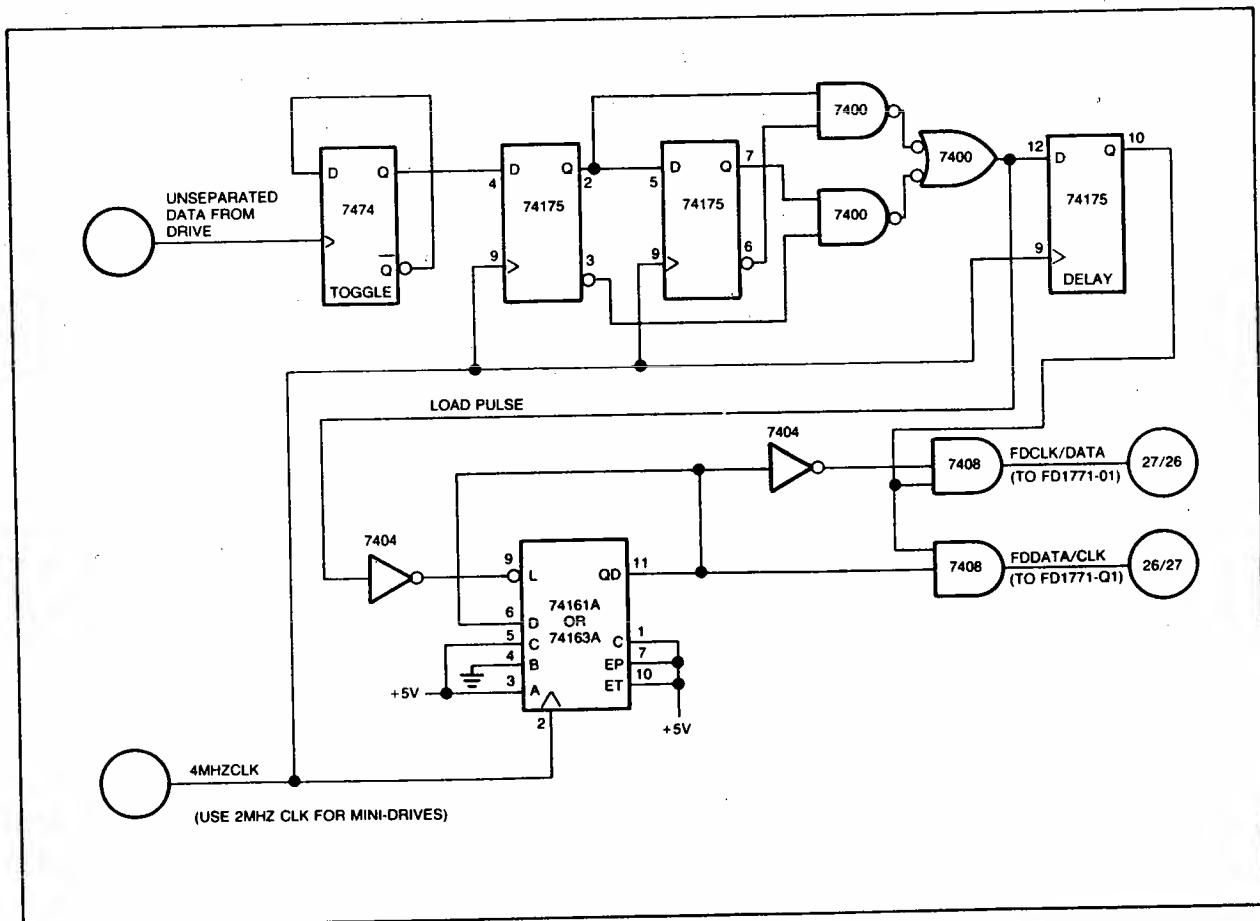 UNSEPARATED
DATA FROM
DRIVE
D Q
7474
Q
TOGGLE
4
D Q
2
74175
9
3
5
D
7
Q
74175
9
6
7400
7400
7400
12
D Q
10
74175
9
DELAY
LOAD PULSE
7404
7404
7408
FDCLK/DATA
(TO FD1771-01)
27/26
7408
FDDATA/CLK
(TO FD1771-Q1)
26/27
9
L
QD
11
74161A
OR
74163A
6
D
5
C
4
B
3
A
C
1
EP
7
ET
10
+5V
+5V
2
4MHZCLK
(USE 2MHZ CLK FOR MINI-DRIVES)